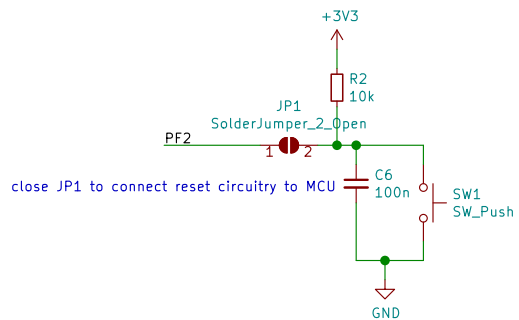 +3V3
R2
10k
JP1
SolderJumper_2_Open
PF2
1 2
close JP1 to connect reset circuitry to MCU
C6
100n
SW1
SW_Push
GND